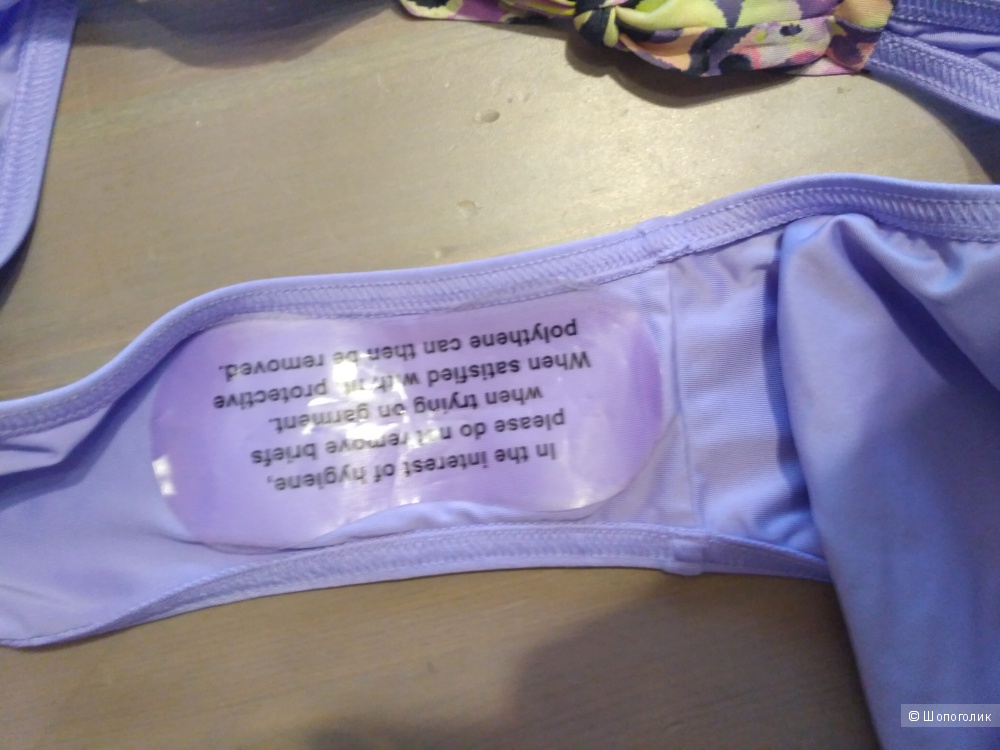 In the interest of hygiene,
please do not remove briefs
when trying on garment.
When satisfied with fit, protective
polythene can then be removed.
© Шопоголик